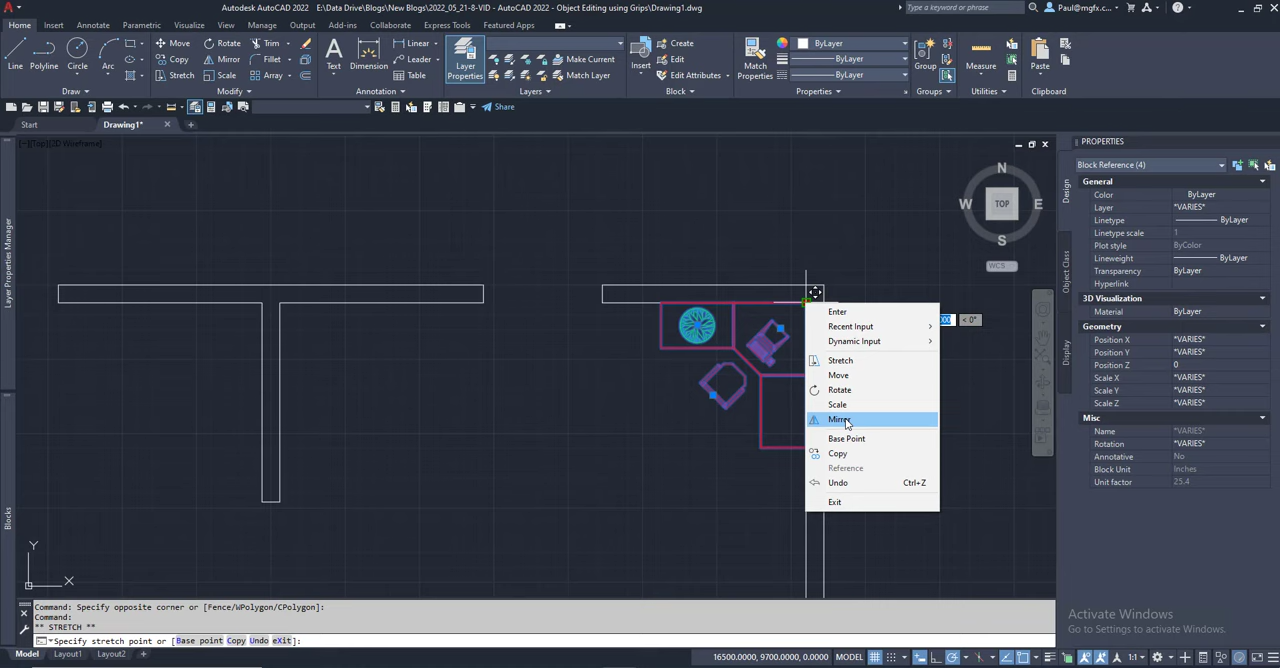 Autodesk AutoCAD 2022 - E:\Data Drive\Blogs\New Blogs\2022_05_21-8-VID - Object Editing using Grips\Drawing1.dwg
Type a keyword or phrase
Paul@mgfx.c...
Home Insert Annotate Parametric Visualize View Manage Output Add-ins Collaborate Express Tools Featured Apps
Line Polyline Circle Arc
Move Rotate Trim
Copy Mirror Fillet
Stretch Scale Array
Text Dimension
Linear
Leader
Table
Layer Properties
Make Current
Match Layer
Insert
Create
Edit
Edit Attributes
Match Properties
ByLayer
ByLayer
ByLayer
Group Measure Paste
Draw Modify Annotation Layers Block Properties Groups Utilities Clipboard
Share
Start Drawing1*
[−][Top][2D Wireframe]
Layer Properties Manager
Blocks
N
W TOP E
S
WCS
000 < 0°
Enter
Recent Input
Dynamic Input
Stretch
Move
Rotate
Scale
Mirror
Base Point
Copy
Reference
Undo Ctrl+Z
Exit
Y
X
PROPERTIES
Block Reference (4)
Design
Object Class
Display
General
Color ByLayer
Layer *VARIES*
Linetype ByLayer
Linetype scale 1
Plot style ByColor
Lineweight ByLayer
Transparency ByLayer
Hyperlink
3D Visualization
Material ByLayer
Geometry
Position X *VARIES*
Position Y *VARIES*
Position Z 0
Scale X *VARIES*
Scale Y *VARIES*
Scale Z *VARIES*
Misc
Name *VARIES*
Rotation *VARIES*
Annotative No
Block Unit Inches
Unit factor 25.4
Activate Windows
Go to Settings to activate Windows.
Command: Specify opposite corner or [Fence/WPolygon/CPolygon]:
Command:
** STRETCH **
Specify stretch point or [Base point Copy Undo eXit]:
Model Layout1 Layout2 +
16500.0000, 9700.0000, 0.0000 MODEL 1:1